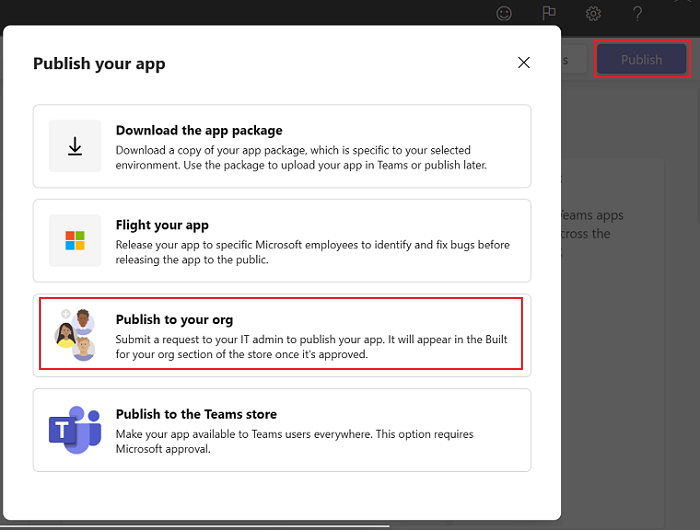 Publish your app
s
Publish
Download the app package
Download a copy of your app package, which is specific to your selected
environment. Use the package to upload your app in Teams or publish later.
Flight your app
Release your app to specific Microsoft employees to identify and fix bugs before
releasing the app to the public.
Publish to your org
Submit a request to your IT admin to publish your app. It will appear in the Built
for your org section of the store once it's approved.
Publish to the Teams store
Make your app available to Teams users everywhere. This option requires
Microsoft approval.
T
eams apps
cross the